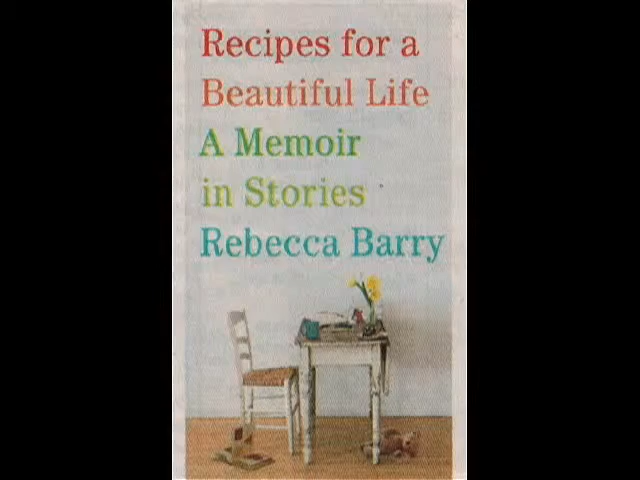 Recipes for a
Beautiful Life
A Memoir
in Stories
Rebecca Barry